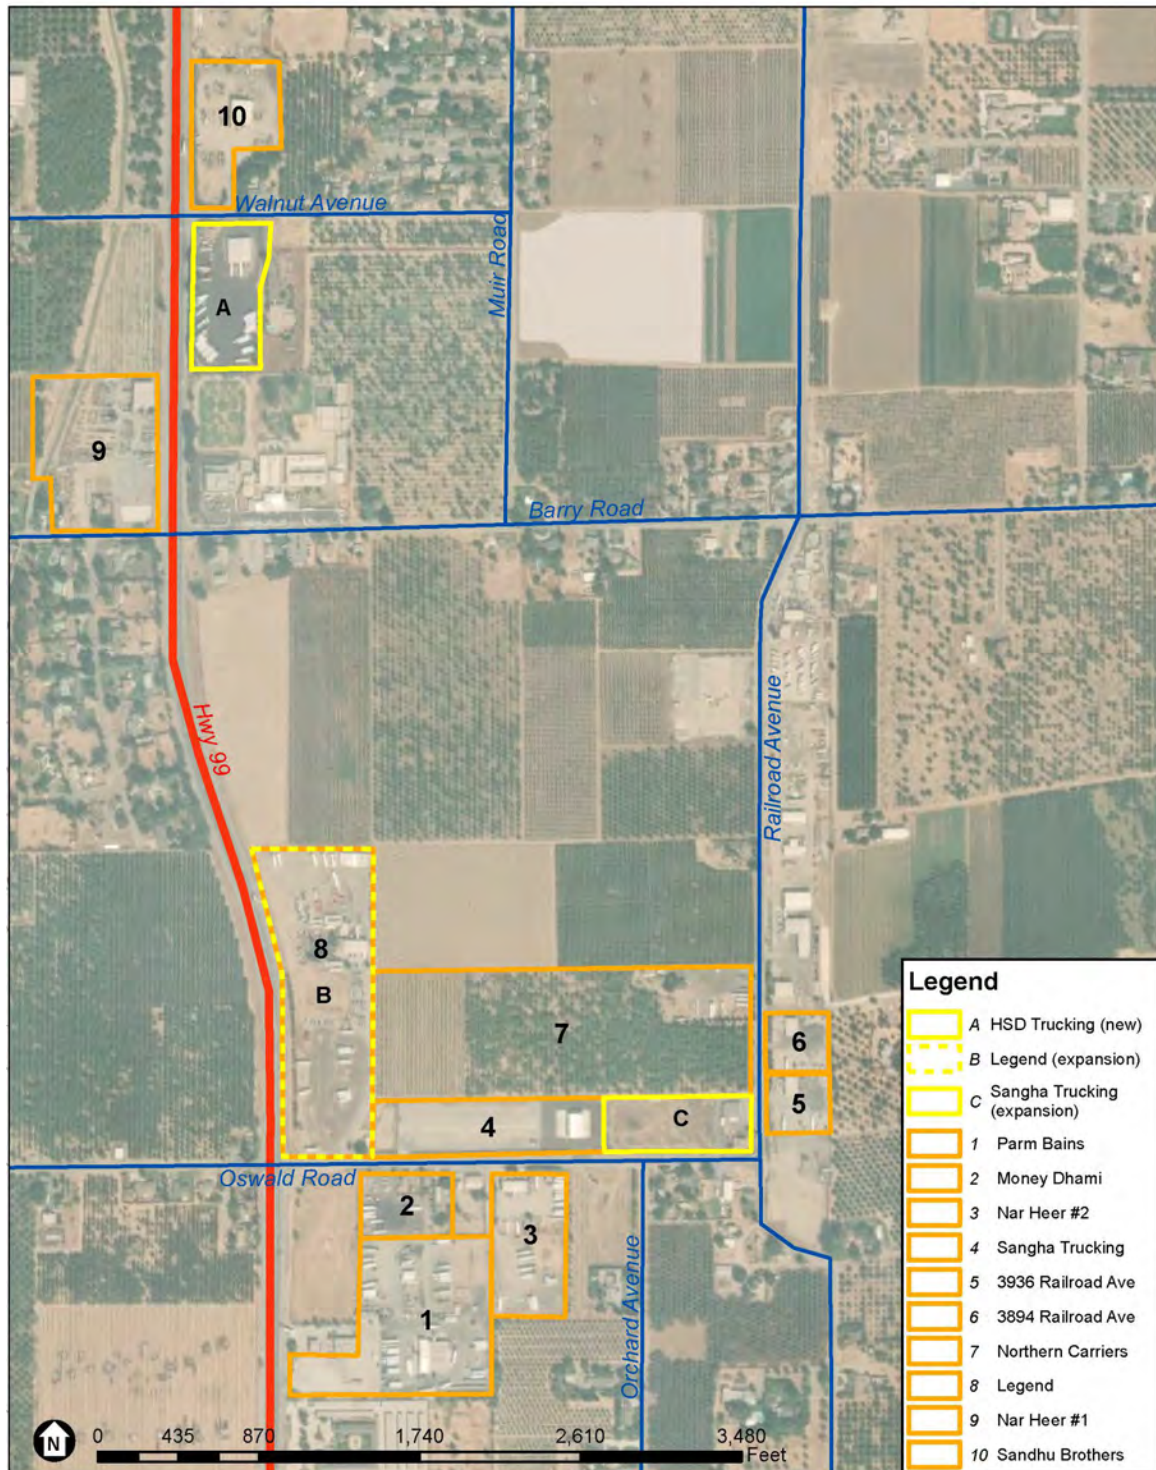 10
Walnut Avenue
Muir Road
A
9
Barry Road
Hwy 99
Railroad Avenue
8
B
7
6
5
4
C
Oswald Road
2
3
1
Orchard Avenue
N
0 435 870 1,740 2,610 3,480
Feet
Legend
A HSD Trucking (new)
B Legend (expansion)
C Sangha Trucking
(expansion)
1 Parm Bains
2 Money Dhami
3 Nar Heer #2
4 Sangha Trucking
5 3936 Railroad Ave
6 3894 Railroad Ave
7 Northern Carriers
8 Legend
9 Nar Heer #1
10 Sandhu Brothers